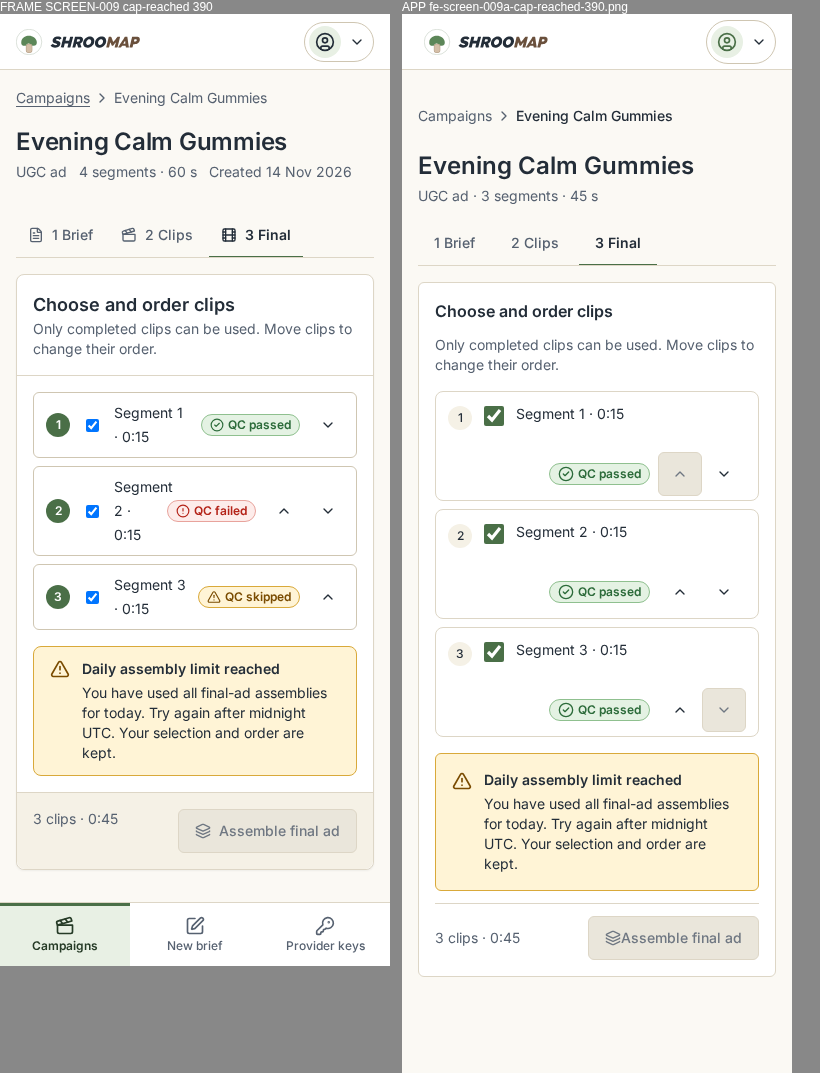 FRAME SCREEN-009 cap-reached 390
SHROOMAP
Campaigns > Evening Calm Gummies
Evening Calm Gummies
UGC ad 4 segments · 60 s Created 14 Nov 2026
1 Brief 2 Clips 3 Final
Choose and order clips
Only completed clips can be used. Move clips to
change their order.
1 Segment 1
· 0:15
QC passed
2 Segment
2 ·
0:15
QC failed
3 Segment 3
· 0:15
QC skipped
Daily assembly limit reached
You have used all final-ad assemblies
for today. Try again after midnight
UTC. Your selection and order are
kept.
3 clips · 0:45 Assemble final ad
Campaigns New brief Provider keys
APP fe-screen-009a-cap-reached-390.png
SHROOMAP
Campaigns > Evening Calm Gummies
Evening Calm Gummies
UGC ad · 3 segments · 45 s
1 Brief 2 Clips 3 Final
Choose and order clips
Only completed clips can be used. Move clips to
change their order.
1 Segment 1 · 0:15
QC passed
2 Segment 2 · 0:15
QC passed
3 Segment 3 · 0:15
QC passed
Daily assembly limit reached
You have used all final-ad assemblies
for today. Try again after midnight
UTC. Your selection and order are
kept.
3 clips · 0:45 Assemble final ad